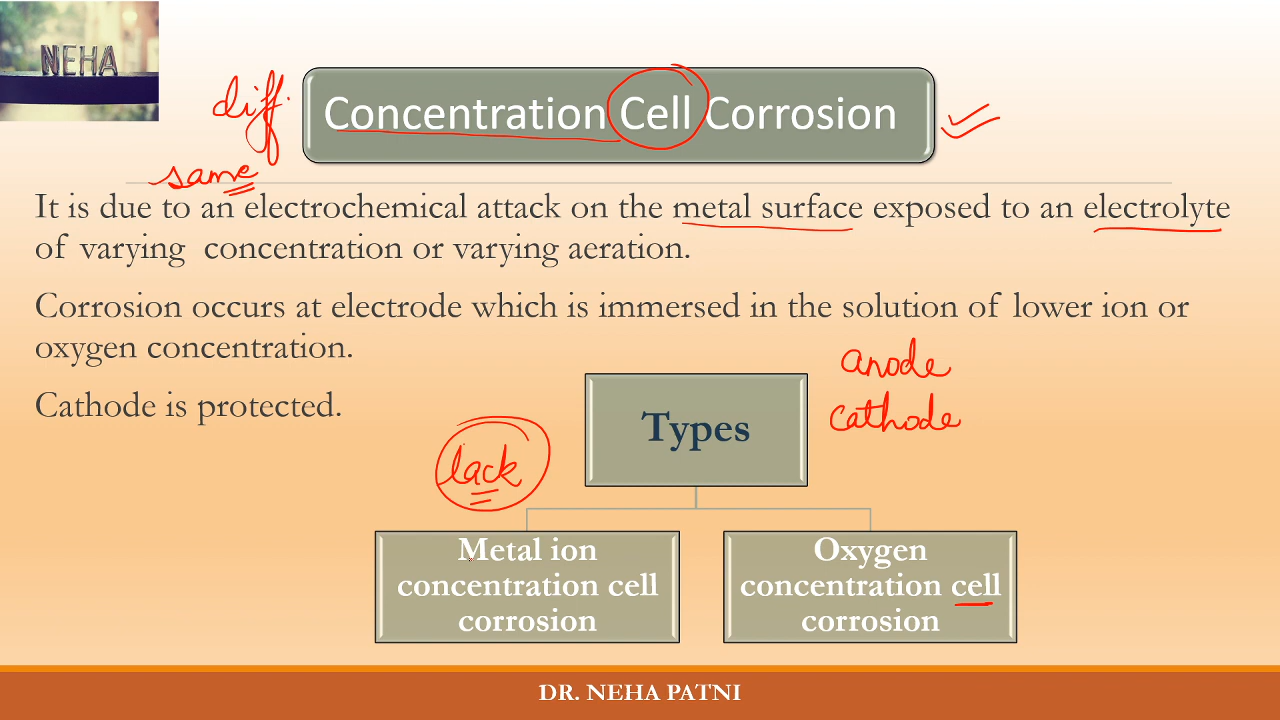 NEHA
diff.
Concentration Cell Corrosion
same
It is due to an electrochemical attack on the metal surface exposed to an electrolyte
of varying concentration or varying aeration.
Corrosion occurs at electrode which is immersed in the solution of lower ion or
oxygen concentration.
anode
Cathode is protected.
cathode
Types
lack
Metal ion
concentration cell
corrosion
Oxygen
concentration cell
corrosion
DR. NEHA PATNI